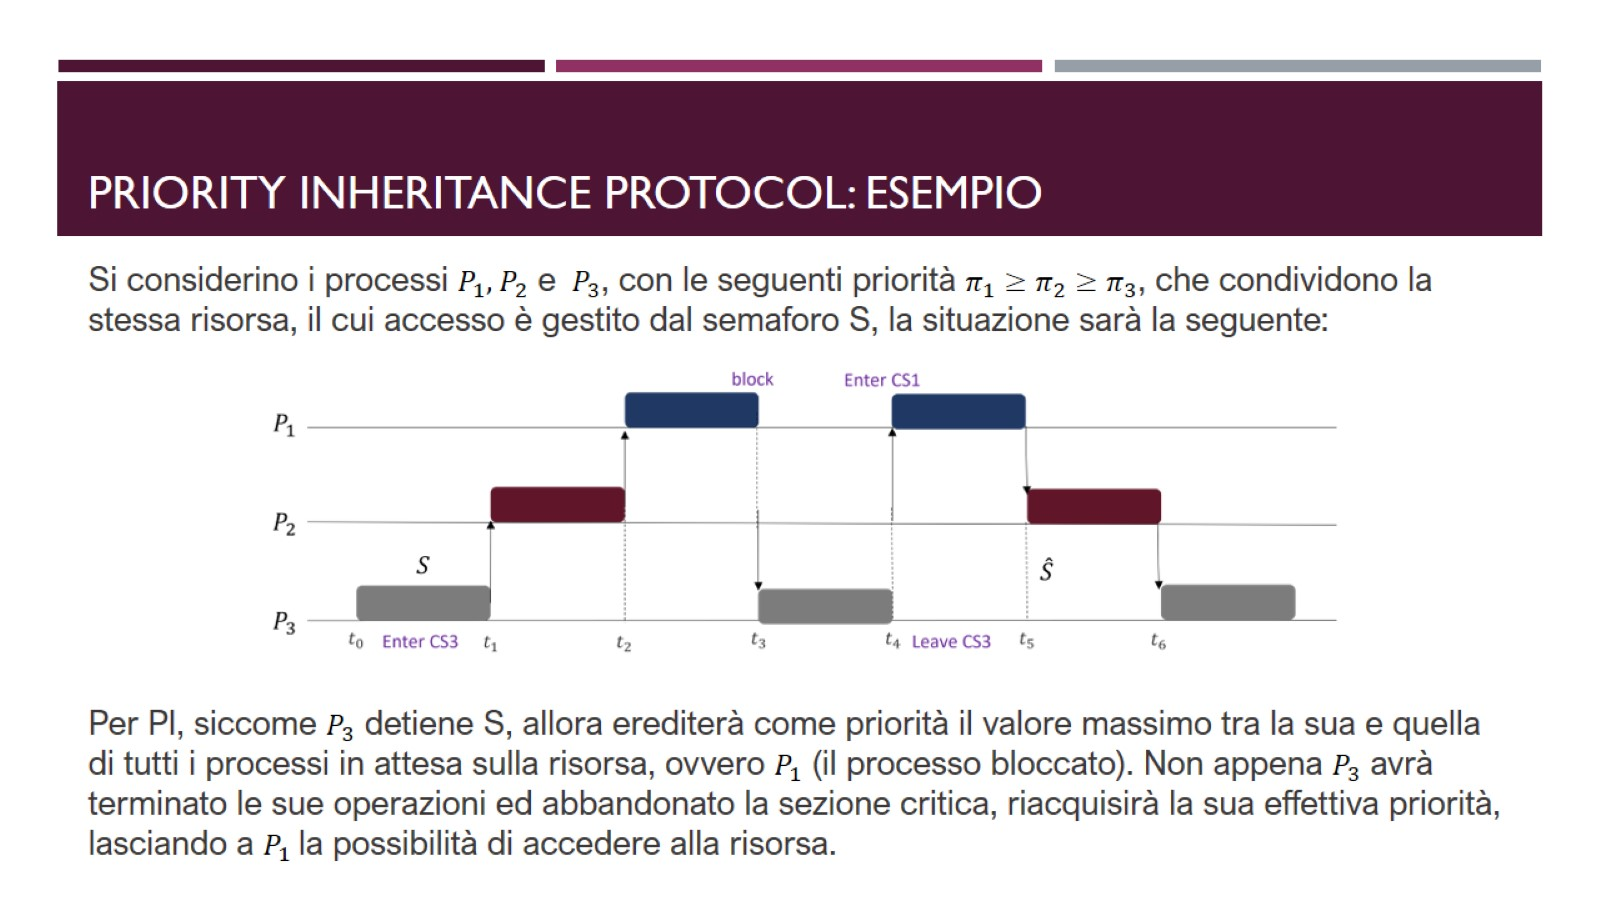 PRIORITY INHERITANCE PROTOCOL: ESEMPIO
Si considerino i processi P₁, P₂ e P₃, con le seguenti priorità π₁ ≥ π₂ ≥ π₃, che condividono la
stessa risorsa, il cui accesso è gestito dal semaforo S, la situazione sarà la seguente:
block Enter CS1
P₁
P₂
S Ŝ
P₃
t₀ Enter CS3 t₁ t₂ t₃ t₄ Leave CS3 t₅ t₆
Per PI, siccome P₃ detiene S, allora erediterà come priorità il valore massimo tra la sua e quella
di tutti i processi in attesa sulla risorsa, ovvero P₁ (il processo bloccato). Non appena P₃ avrà
terminato le sue operazioni ed abbandonato la sezione critica, riacquisirà la sua effettiva priorità,
lasciando a P₁ la possibilità di accedere alla risorsa.